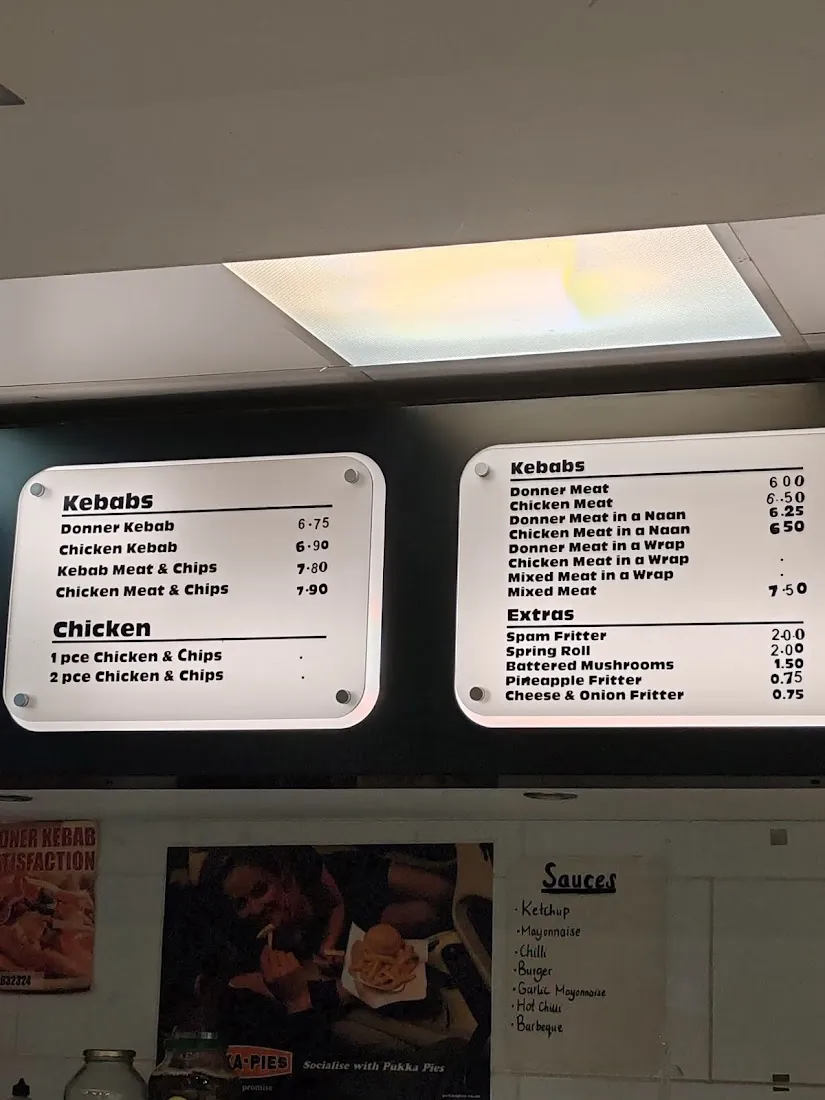 Kebabs
Donner Kebab 6.75
Chicken Kebab 6.90
Kebab Meat & Chips 7.80
Chicken Meat & Chips 7.90
Chicken
1 pce Chicken & Chips .
2 pce Chicken & Chips .
Kebabs
Donner Meat 6 00
Chicken Meat 6.50
Donner Meat in a Naan 6.25
Chicken Meat in a Naan 6 50
Donner Meat in a Wrap
Chicken Meat in a Wrap .
Mixed Meat in a Wrap .
Mixed Meat 7.50
Extras
Spam Fritter 2.00
Spring Roll 2.00
Battered Mushrooms 1.50
Pineapple Fritter 0.75
Cheese & Onion Fritter 0.75
ONER KEBAB
TISFACTION
832324
KA-PIES
promise
Socialise with Pukka Pies
Sauces
• Ketchup
• Mayonnaise
• Chilli
• Burger
• Garlic Mayonnaise
• Hot Chilli
• Barbeque